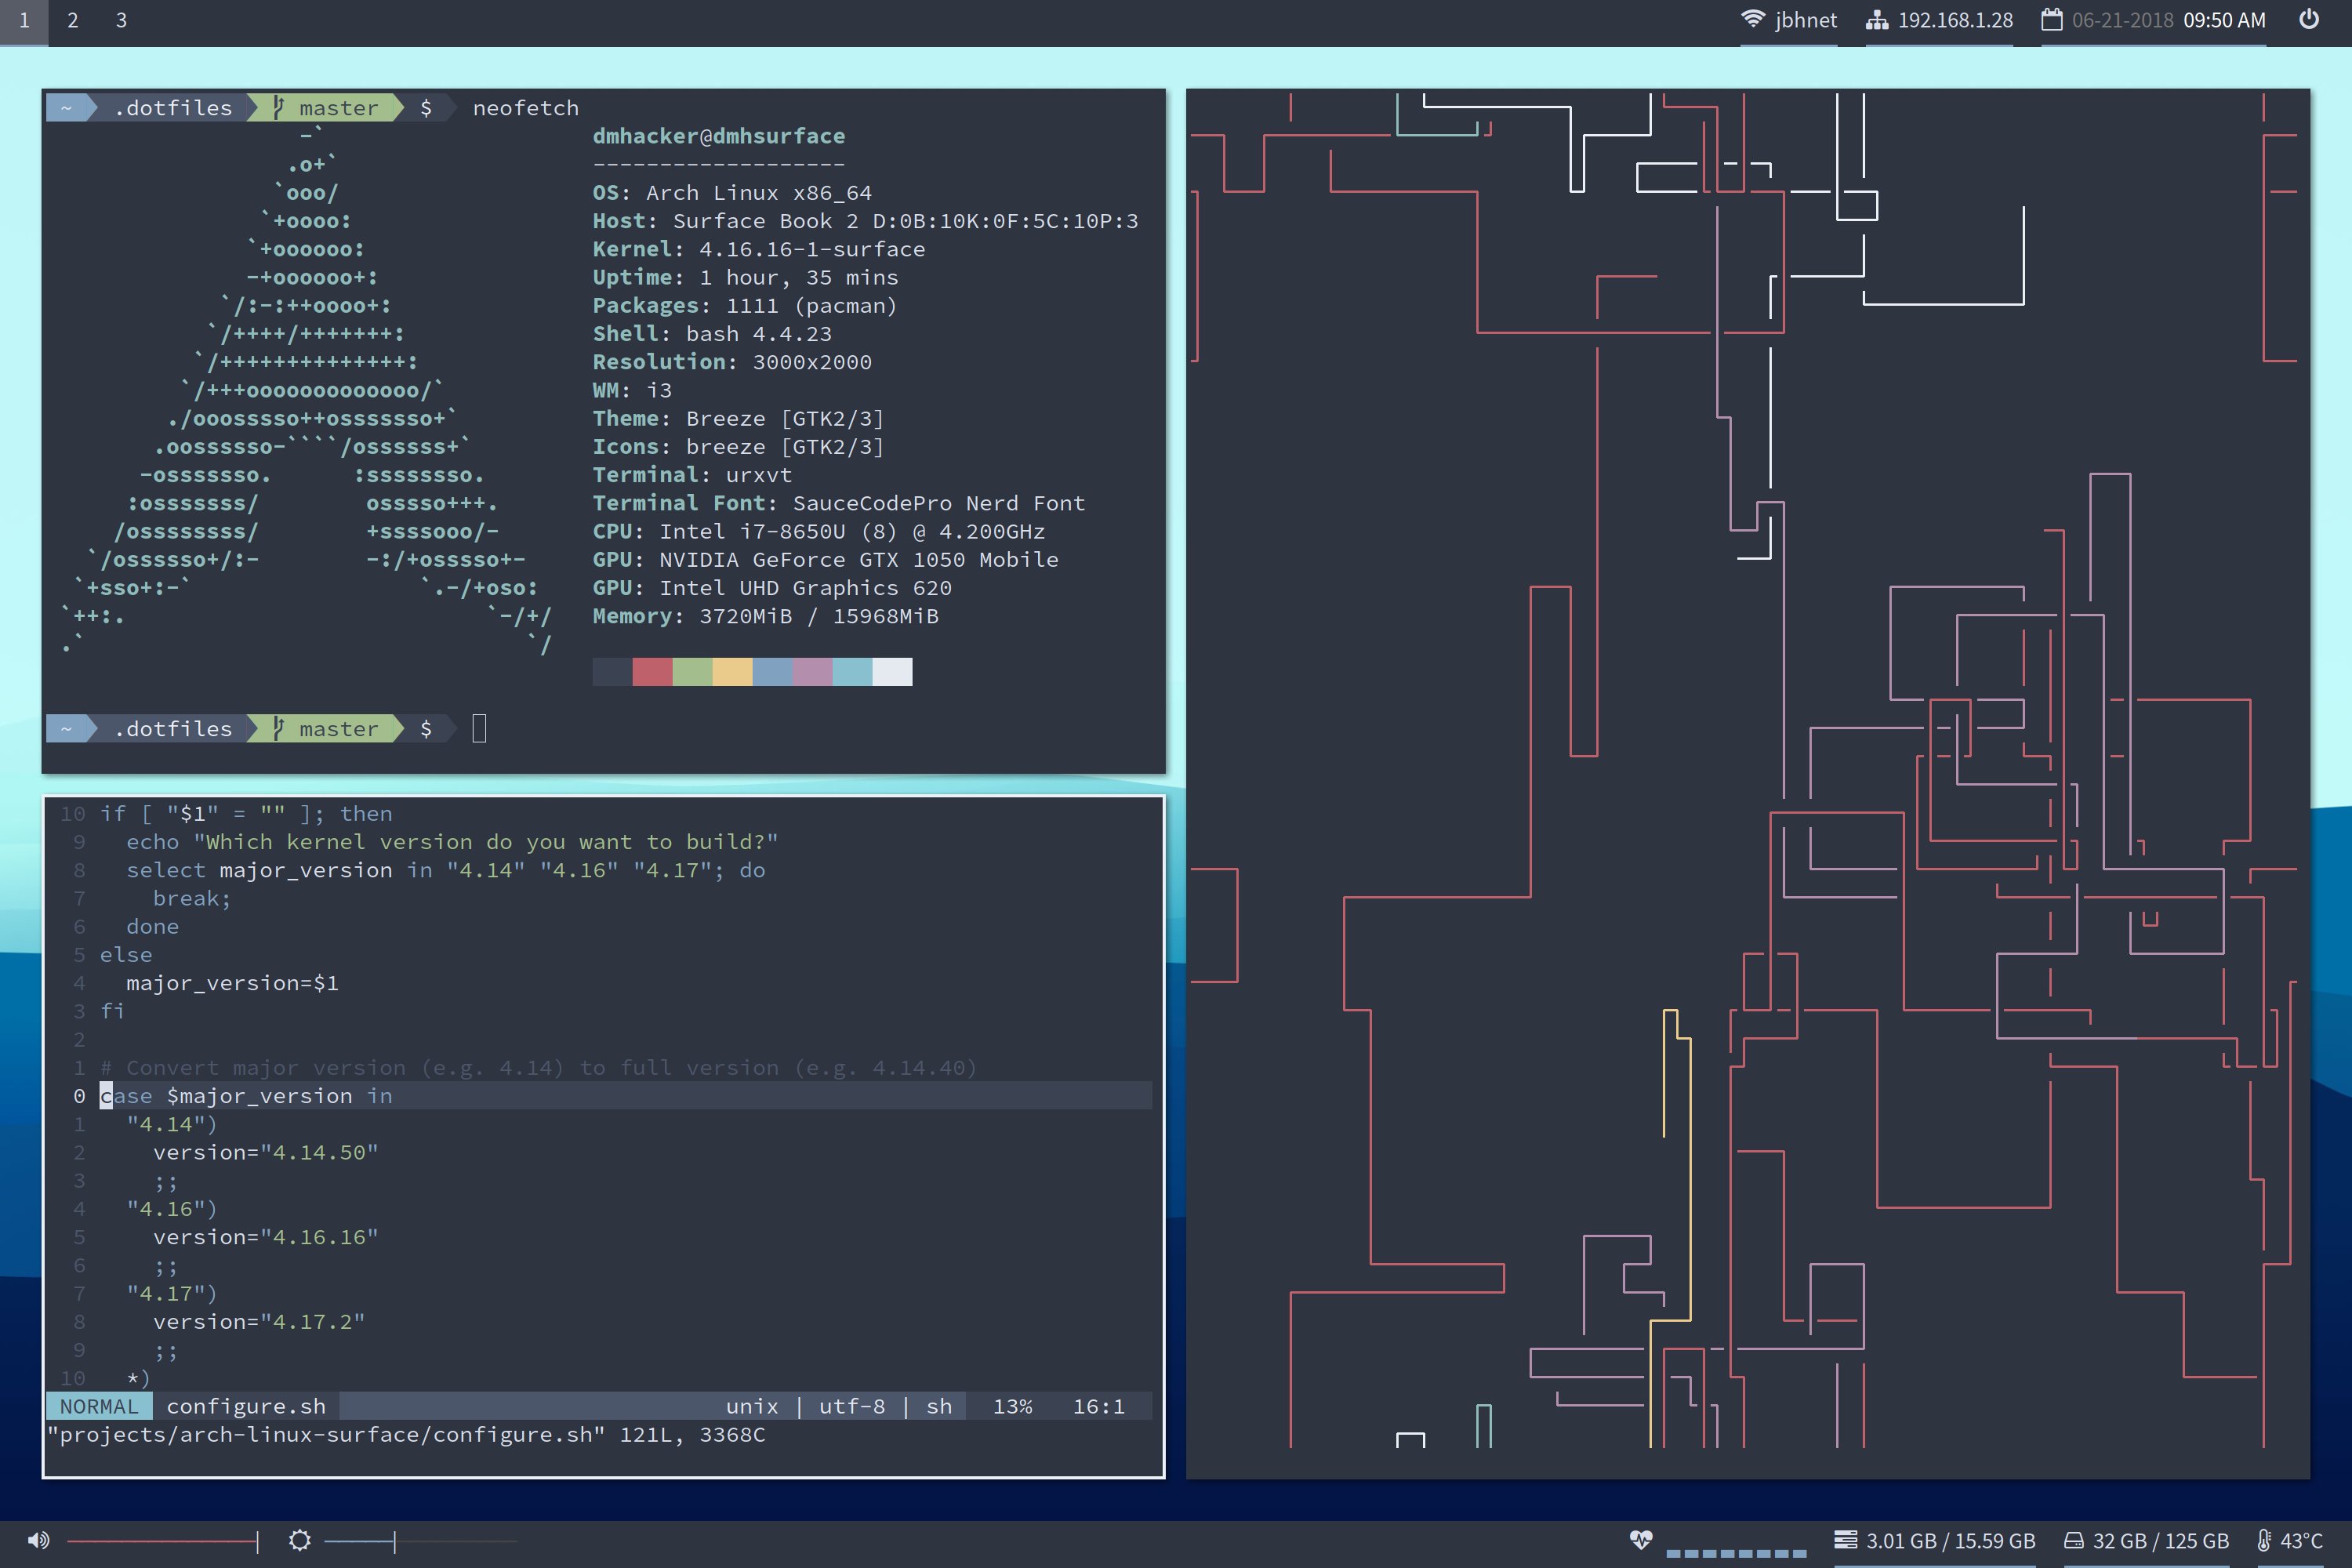 1 2 3 jbhnet 192.168.1.28 06-21-2018 09:50 AM
~ .dotfiles master $ neofetch
-`
.o+`
`ooo/
`+oooo:
`+oooooo:
-+oooooo+:
`/:-:++oooo+:
`/++++/+++++++:
`/++++++++++++++:
`/+++ooooooooooooo/`
./ooosssso++osssssso+`
.oossssso-````/ossssss+`
-osssssso. :ssssssso.
:osssssss/ osssso+++.
/ossssssss/ +ssssooo/-
`/ossssso+/:- -:/+osssso+-
`+sso+:-` `.-/+oso:
`++:. `-/+/
.` `/
dmhacker@dmhsurface
-------------------
OS: Arch Linux x86_64
Host: Surface Book 2 D:0B:10K:0F:5C:10P:3
Kernel: 4.16.16-1-surface
Uptime: 1 hour, 35 mins
Packages: 1111 (pacman)
Shell: bash 4.4.23
Resolution: 3000x2000
WM: i3
Theme: Breeze [GTK2/3]
Icons: breeze [GTK2/3]
Terminal: urxvt
Terminal Font: SauceCodePro Nerd Font
CPU: Intel i7-8650U (8) @ 4.200GHz
GPU: NVIDIA GeForce GTX 1050 Mobile
GPU: Intel UHD Graphics 620
Memory: 3720MiB / 15968MiB
~ .dotfiles master $
10 if [ "$1" = "" ]; then
9 echo "Which kernel version do you want to build?"
8 select major_version in "4.14" "4.16" "4.17"; do
7 break;
6 done
5 else
4 major_version=$1
3 fi
2
1 # Convert major version (e.g. 4.14) to full version (e.g. 4.14.40)
0 case $major_version in
1 "4.14")
2 version="4.14.50"
3 ;;
4 "4.16")
5 version="4.16.16"
6 ;;
7 "4.17")
8 version="4.17.2"
9 ;;
10 *)
NORMAL configure.sh unix | utf-8 | sh 13% 16:1
"projects/arch-linux-surface/configure.sh" 121L, 3368C
3.01 GB / 15.59 GB 32 GB / 125 GB 43°C